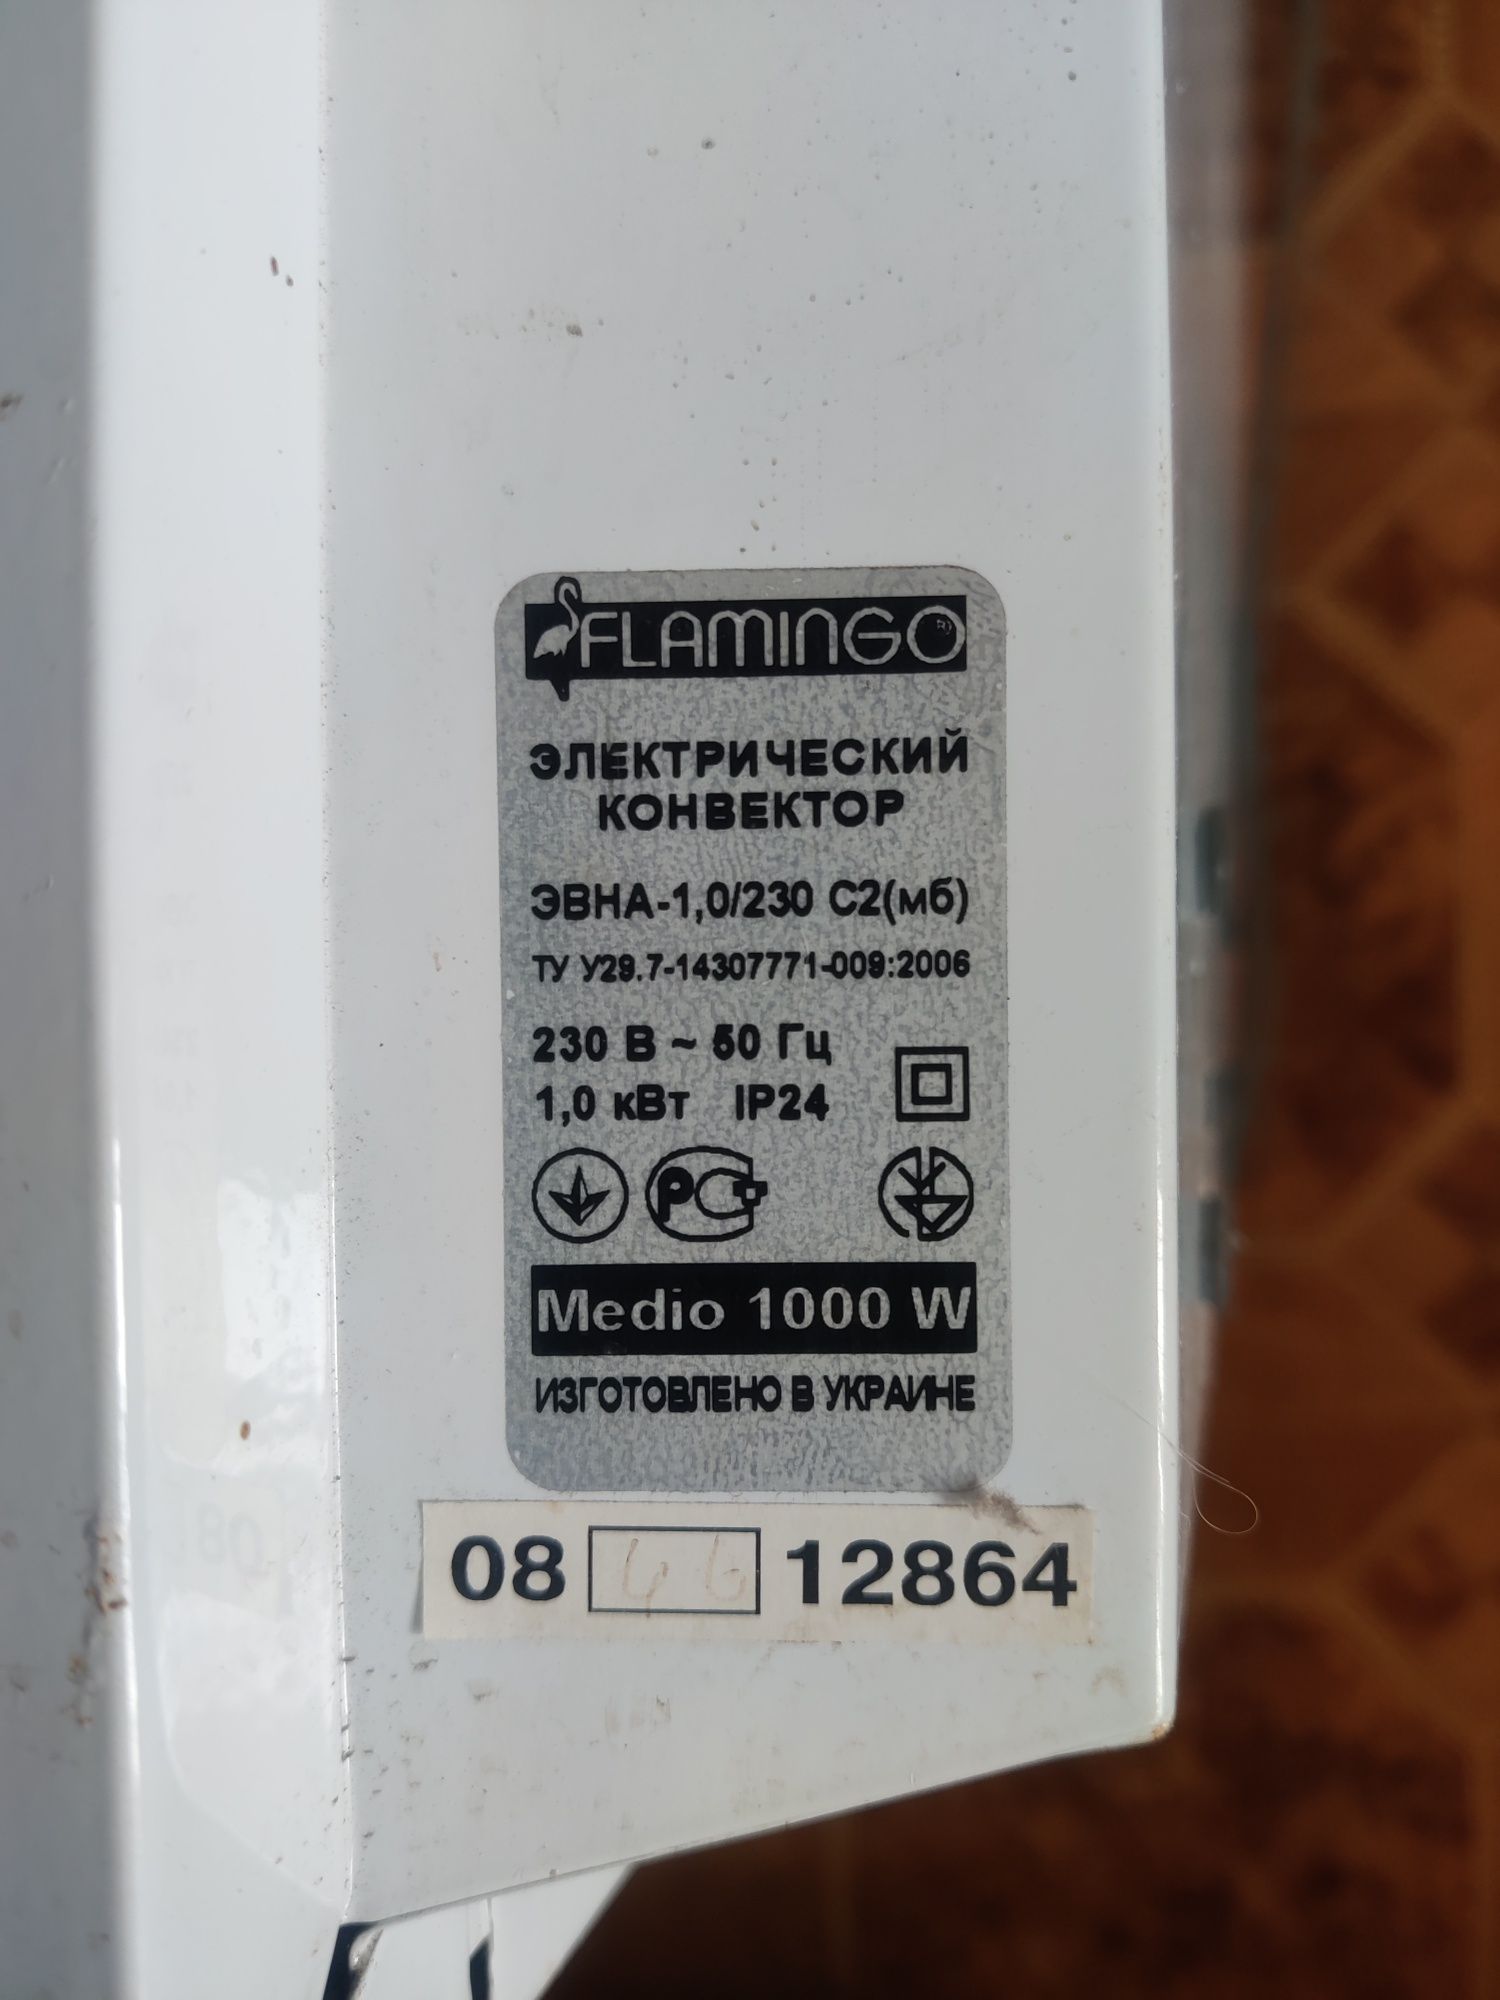 FLAMINGO
ЭЛЕКТРИЧЕСКИЙ
КОНВЕКТОР
ЭВНА-1,0/230 С2(мб)
ТУ У29.7-14307771-009:2006
230 В ~ 50 Гц
1,0 кВт IP24
Medio 1000 W
ИЗГОТОВЛЕНО В УКРАИНЕ
08 12864